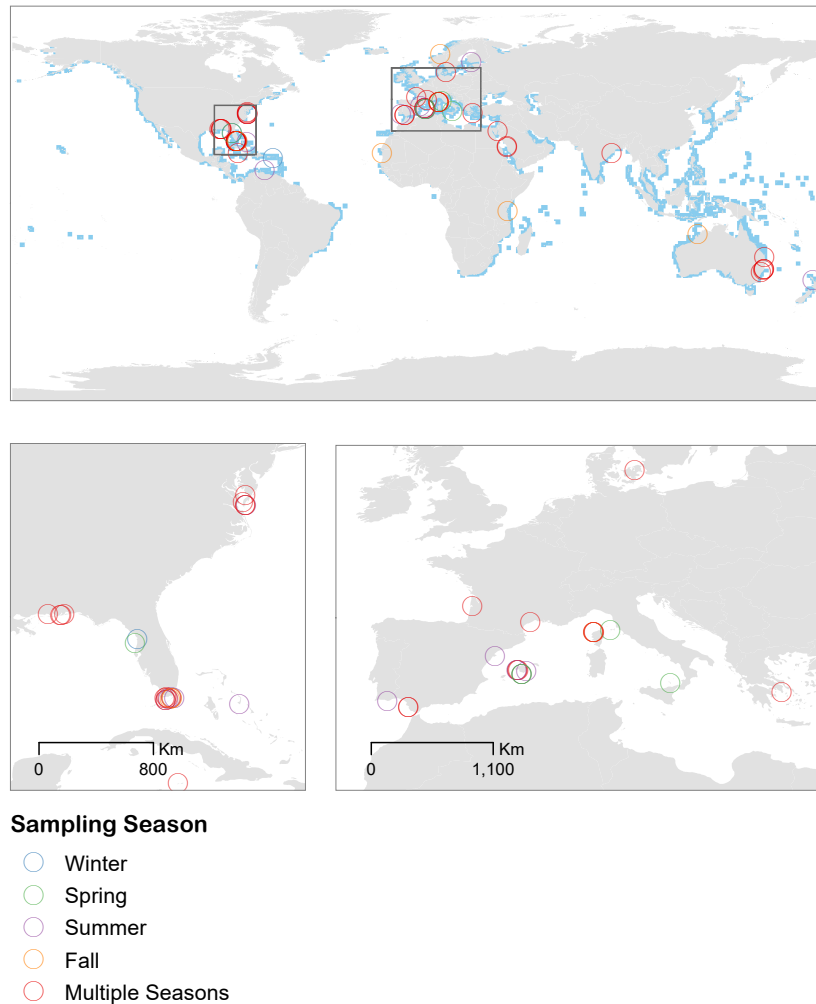 Km
0 800
Km
0 1,100
Sampling Season
Winter
Spring
Summer
Fall
Multiple Seasons